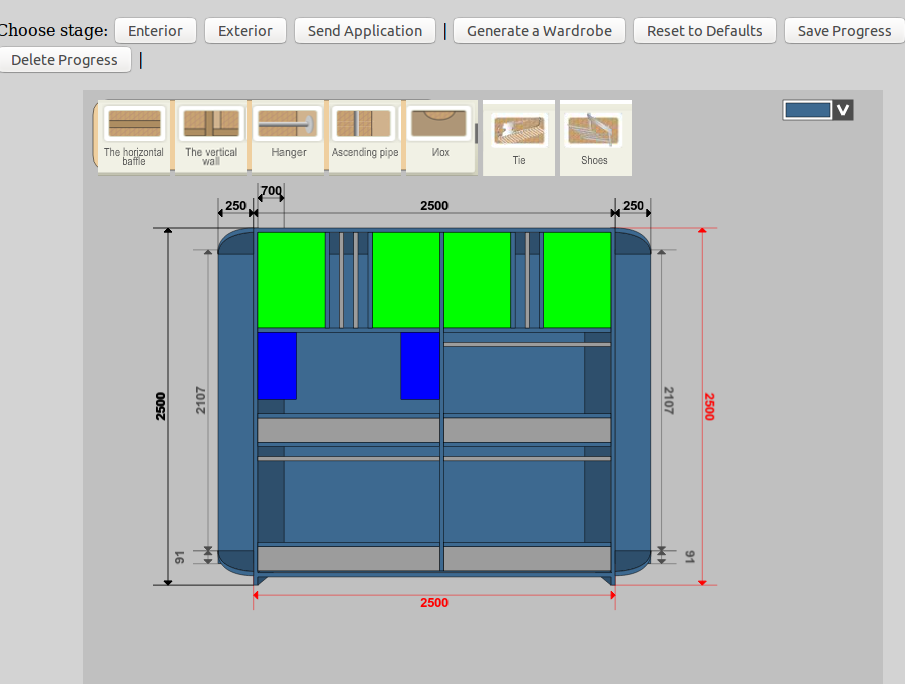 Choose stage: Enterior Exterior Send Application | Generate a Wardrobe Reset to Defaults Save Progress
Delete Progress |
The horizontal baffle
The vertical wall
Hanger
Ascending pipe
Иox
Tie
Shoes
V
700
250 2500 250
2500
2107
91
2107
2500
91
2500